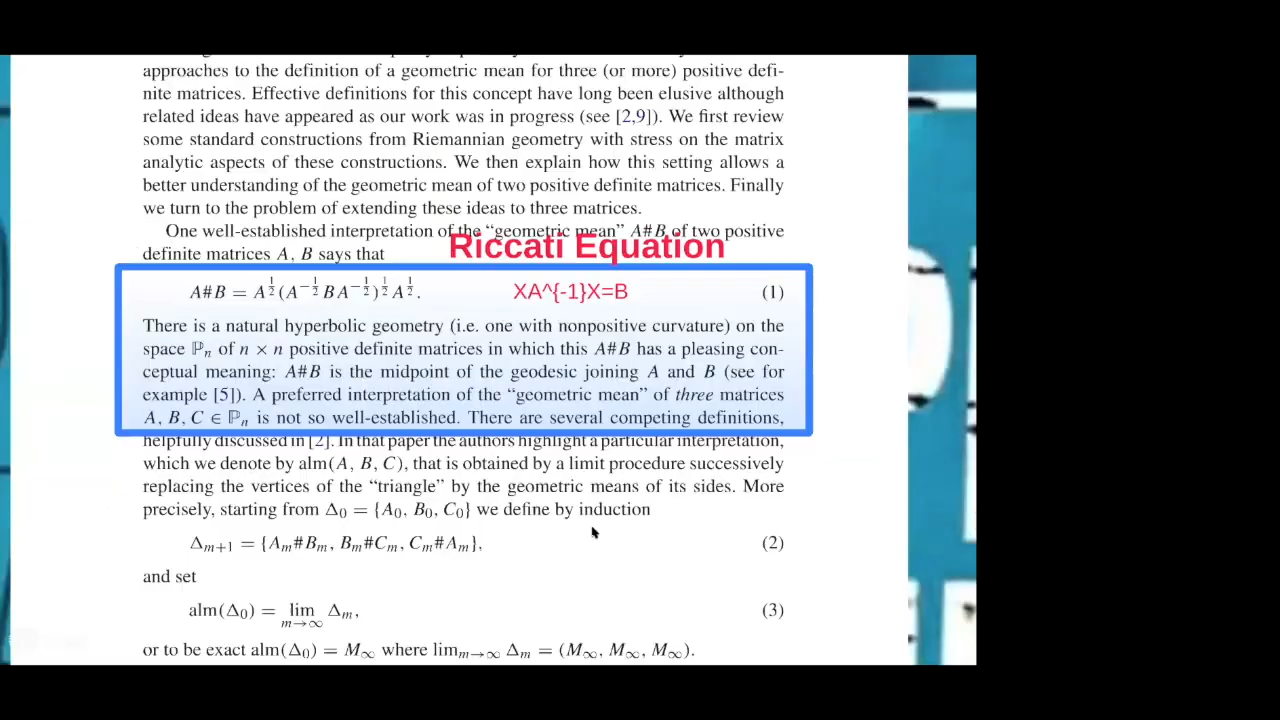 approaches to the definition of a geometric mean for three (or more) positive defi-
nite matrices. Effective definitions for this concept have long been elusive although
related ideas have appeared as our work was in progress (see [2,9]). We first review
some standard constructions from Riemannian geometry with stress on the matrix
analytic aspects of these constructions. We then explain how this setting allows a
better understanding of the geometric mean of two positive definite matrices. Finally
we turn to the problem of extending these ideas to three matrices.
One well-established interpretation of the “geometric mean” A#B of two positive
Riccati Equation
definite matrices A, B says that
A#B = A^{1/2}(A^{-1/2}BA^{-1/2})^{1/2}A^{1/2}. XA^{-1}X=B (1)
There is a natural hyperbolic geometry (i.e. one with nonpositive curvature) on the
space ℙₙ of n × n positive definite matrices in which this A#B has a pleasing con-
ceptual meaning: A#B is the midpoint of the geodesic joining A and B (see for
example [5]). A preferred interpretation of the “geometric mean” of three matrices
A, B, C ∈ ℙₙ is not so well-established. There are several competing definitions,
helpfully discussed in [2]. In that paper the authors highlight a particular interpretation,
which we denote by alm(A, B, C), that is obtained by a limit procedure successively
replacing the vertices of the “triangle” by the geometric means of its sides. More
precisely, starting from Δ₀ = {A₀, B₀, C₀} we define by induction
Δ_{m+1} = {A_m#B_m, B_m#C_m, C_m#A_m}, (2)
and set
alm(Δ₀) = lim_{m→∞} Δ_m, (3)
or to be exact alm(Δ₀) = M_∞ where lim_{m→∞} Δ_m = (M_∞, M_∞, M_∞).